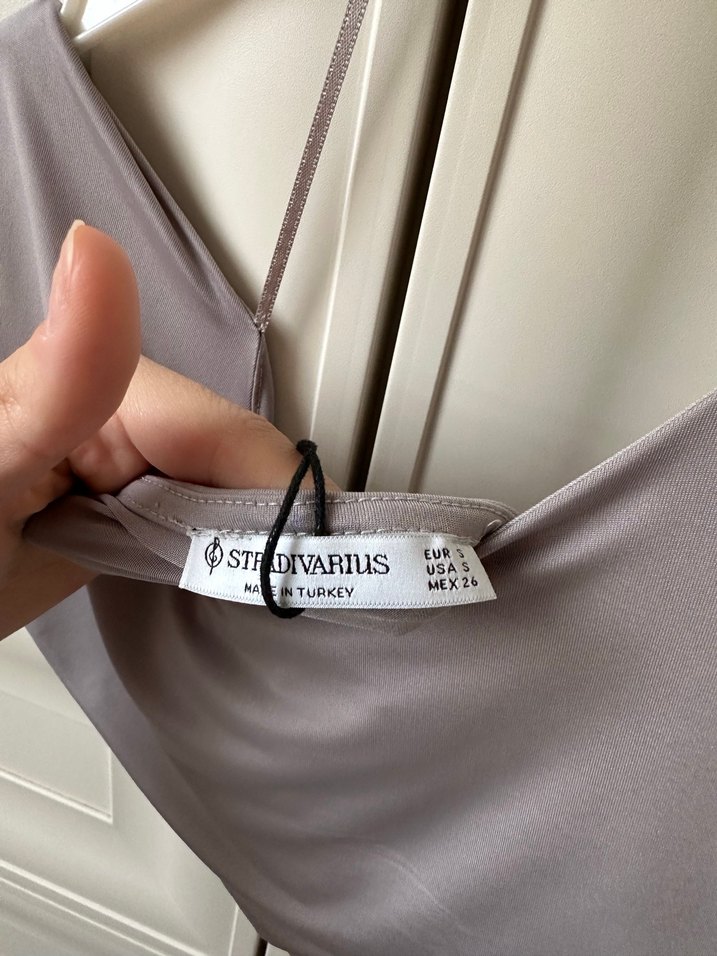 STRADIVARIUS
MADE IN TURKEY
EUR S
USA S
MEX 26